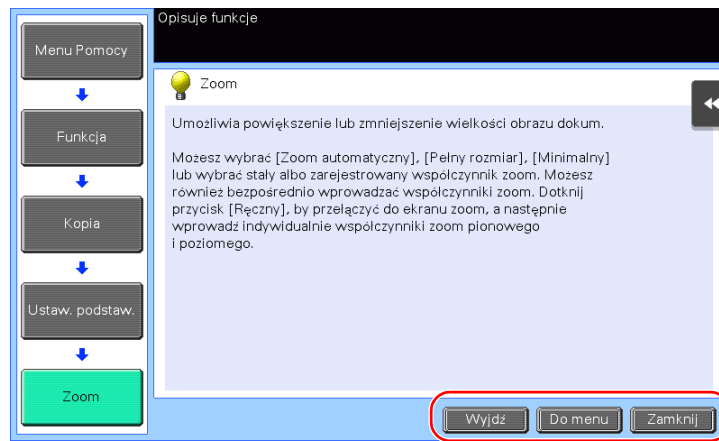 Opisuje funkcje
Menu Pomocy
Funkcja
Kopia
Ustaw. podstaw.
Zoom
Zoom
Umożliwia powiększenie lub zmniejszenie wielkości obrazu dokum.
Możesz wybrać [Zoom automatyczny], [Pełny rozmiar], [Minimalny]
lub wybrać stały albo zarejestrowany współczynnik zoom. Możesz
również bezpośrednio wprowadzać współczynniki zoom. Dotknij
przycisk [Ręczny], by przełączyć do ekranu zoom, a następnie
wprowadź indywidualnie współczynniki zoom pionowego
i poziomego.
Wyjdź Do menu Zamknij